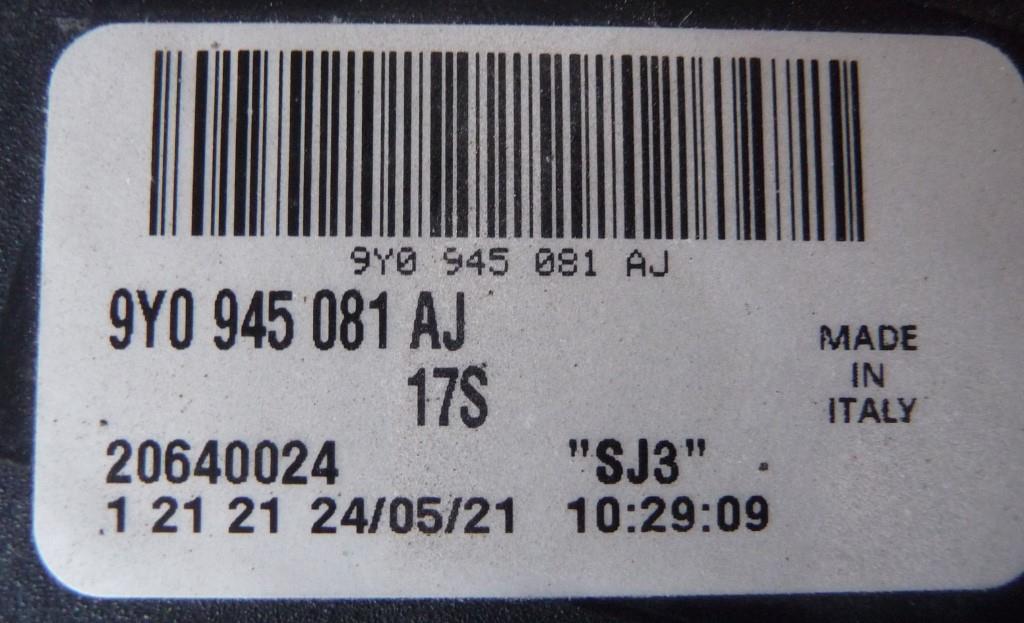 9Y0 945 081 AJ
9Y0 945 081 AJ
17S
MADE
IN
ITALY
20640024 "SJ3"
1 21 21 24/05/21 10:29:09